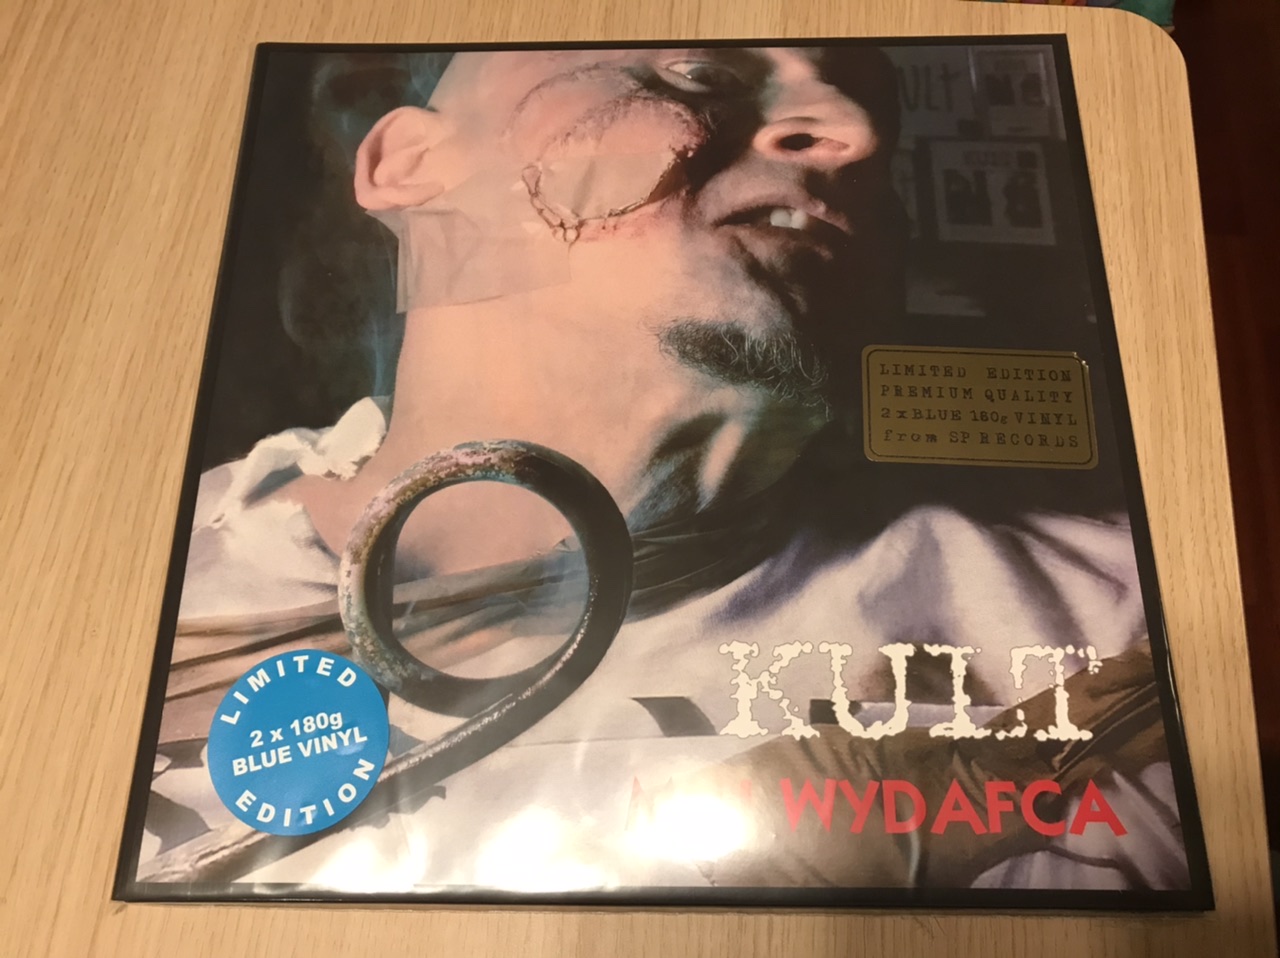 KULT
LIMITED EDITION
PREMIUM QUALITY
2 x BLUE 180g VINYL
from SP RECORDS
KULT
WYDAFCA
LIMITED
2 x 180g
BLUE VINYL
EDITION